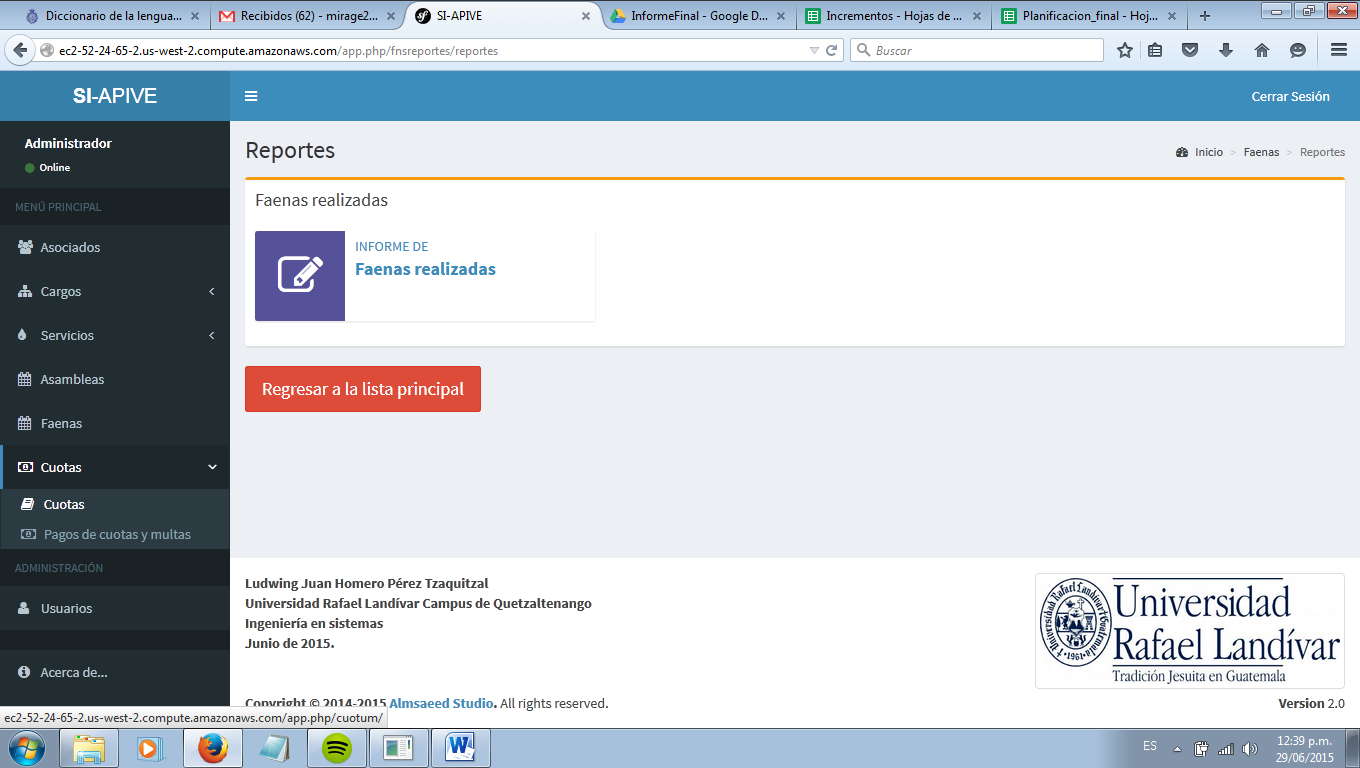 Diccionario de la lengua...
Recibidos (62) - mirage2...
SI-APIVE
InformeFinal - Google D...
Incrementos - Hojas de ...
Planificacion_final - Hoj...
ec2-52-24-65-2.us-west-2.compute.amazonaws.com/app.php/fnsreportes/reportes
Buscar
SI-APIVE
Cerrar Sesión
Administrador
Online
MENÚ PRINCIPAL
Asociados
Cargos
Servicios
Asambleas
Faenas
Cuotas
Cuotas
Pagos de cuotas y multas
ADMINISTRACIÓN
Usuarios
Acerca de...
Reportes
Inicio > Faenas > Reportes
Faenas realizadas
INFORME DE
Faenas realizadas
Regresar a la lista principal
Ludwing Juan Homero Pérez Tzaquitzal
Universidad Rafael Landívar Campus de Quetzaltenango
Ingeniería en sistemas
Junio de 2015.
Universidad
Rafael Landívar
Tradición Jesuita en Guatemala
Copyright © 2014-2015 Almsaeed Studio. All rights reserved.
Version 2.0
ec2-52-24-65-2.us-west-2.compute.amazonaws.com/app.php/cuotum/
ES
12:39 p.m.
29/06/2015